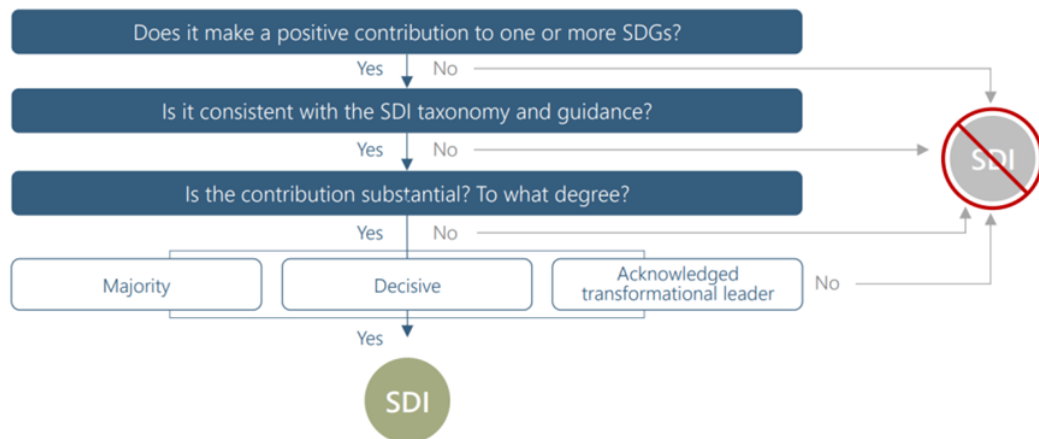 Does it make a positive contribution to one or more SDGs?
Yes No
Is it consistent with the SDI taxonomy and guidance?
Yes No
SDI
Is the contribution substantial? To what degree?
Yes No
Majority
Decisive
Acknowledged
transformational leader
No
Yes
SDI